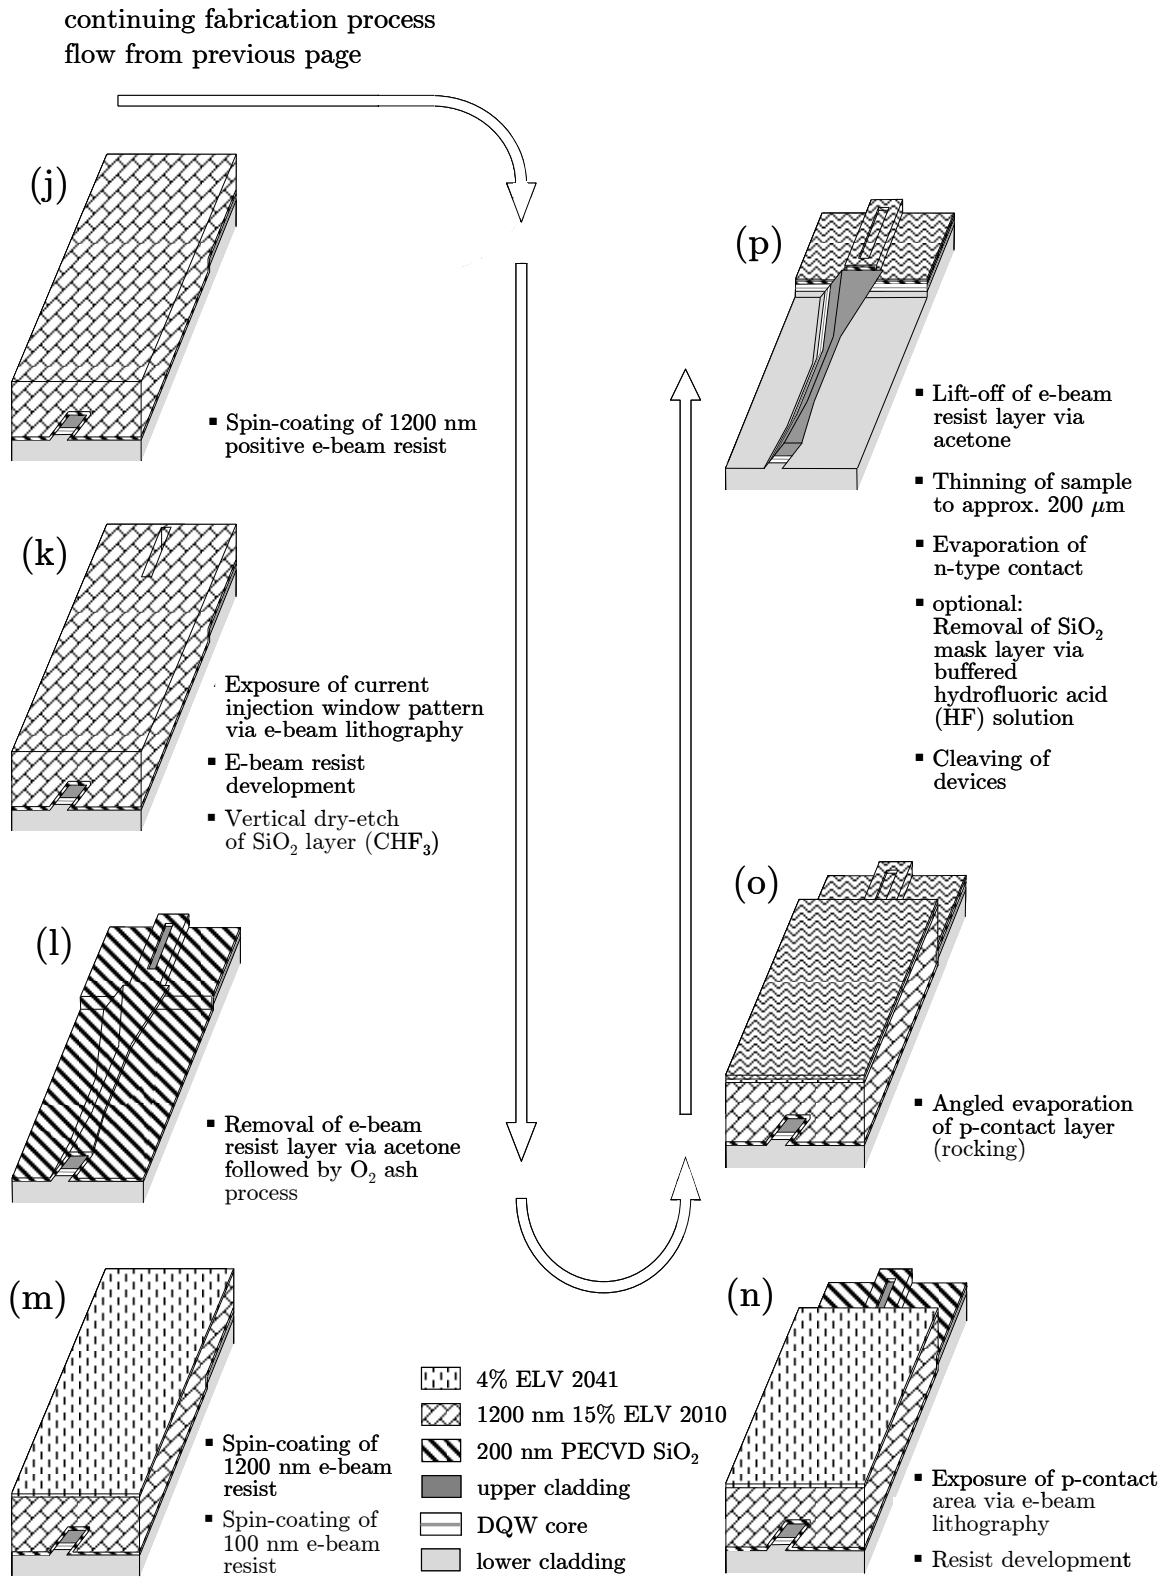 continuing fabrication process
flow from previous page
(j)
▪ Spin-coating of 1200 nm
positive e-beam resist
(k)
Exposure of current
injection window pattern
via e-beam lithography
▪ E-beam resist
development
▪ Vertical dry-etch
of SiO₂ layer (CHF₃)
(l)
▪ Removal of e-beam
resist layer via acetone
followed by O₂ ash
process
(m)
▪ Spin-coating of
1200 nm e-beam
resist
▪ Spin-coating of
100 nm e-beam
resist
4% ELV 2041
1200 nm 15% ELV 2010
200 nm PECVD SiO₂
upper cladding
DQW core
lower cladding
(n)
▪ Exposure of p-contact
area via e-beam
lithography
▪ Resist development
(o)
▪ Angled evaporation
of p-contact layer
(rocking)
(p)
▪ Lift-off of e-beam
resist layer via
acetone
▪ Thinning of sample
to approx. 200 μm
▪ Evaporation of
n-type contact
▪ optional:
Removal of SiO₂
mask layer via
buffered
hydrofluoric acid
(HF) solution
▪ Cleaving of
devices